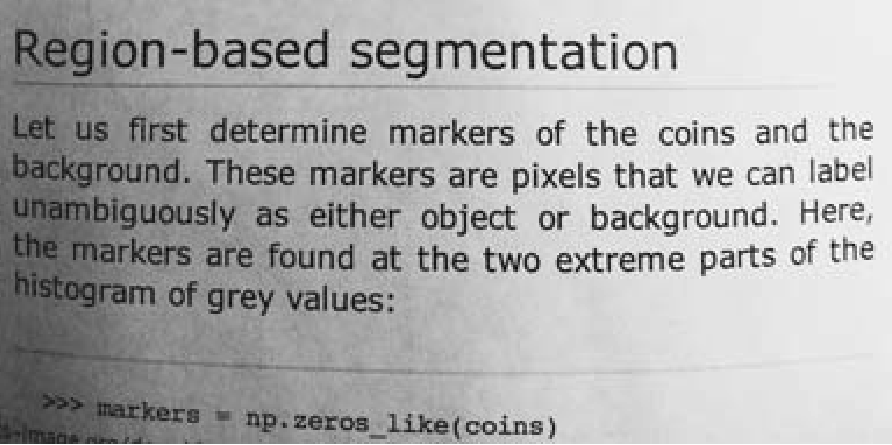 Region-based segmentation
Let us first determine markers of the coins and the
background. These markers are pixels that we can label
unambiguously as either object or background. Here,
the markers are found at the two extreme parts of the
histogram of grey values:
>>> markers = np.zeros_like(coins)